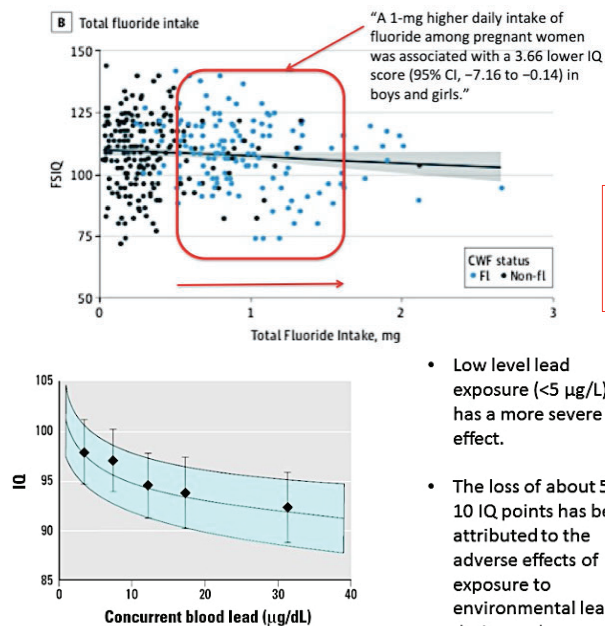 B Total fluoride intake
“A 1-mg higher daily intake of
fluoride among pregnant women
was associated with a 3.66 lower IQ
score (95% CI, −7.16 to −0.14) in
boys and girls.”
150
125
100
75
50
FSIQ
CWF status
Fl Non-fl
0 1 2 3
Total Fluoride Intake, mg
105
100
95
90
85
IQ
0 10 20 30 40
Concurrent blood lead (µg/dL)
• Low level lead
exposure (<5 µg/L)
has a more severe
effect.
• The loss of about 5
10 IQ points has be
attributed to the
adverse effects of
exposure to
environmental lea